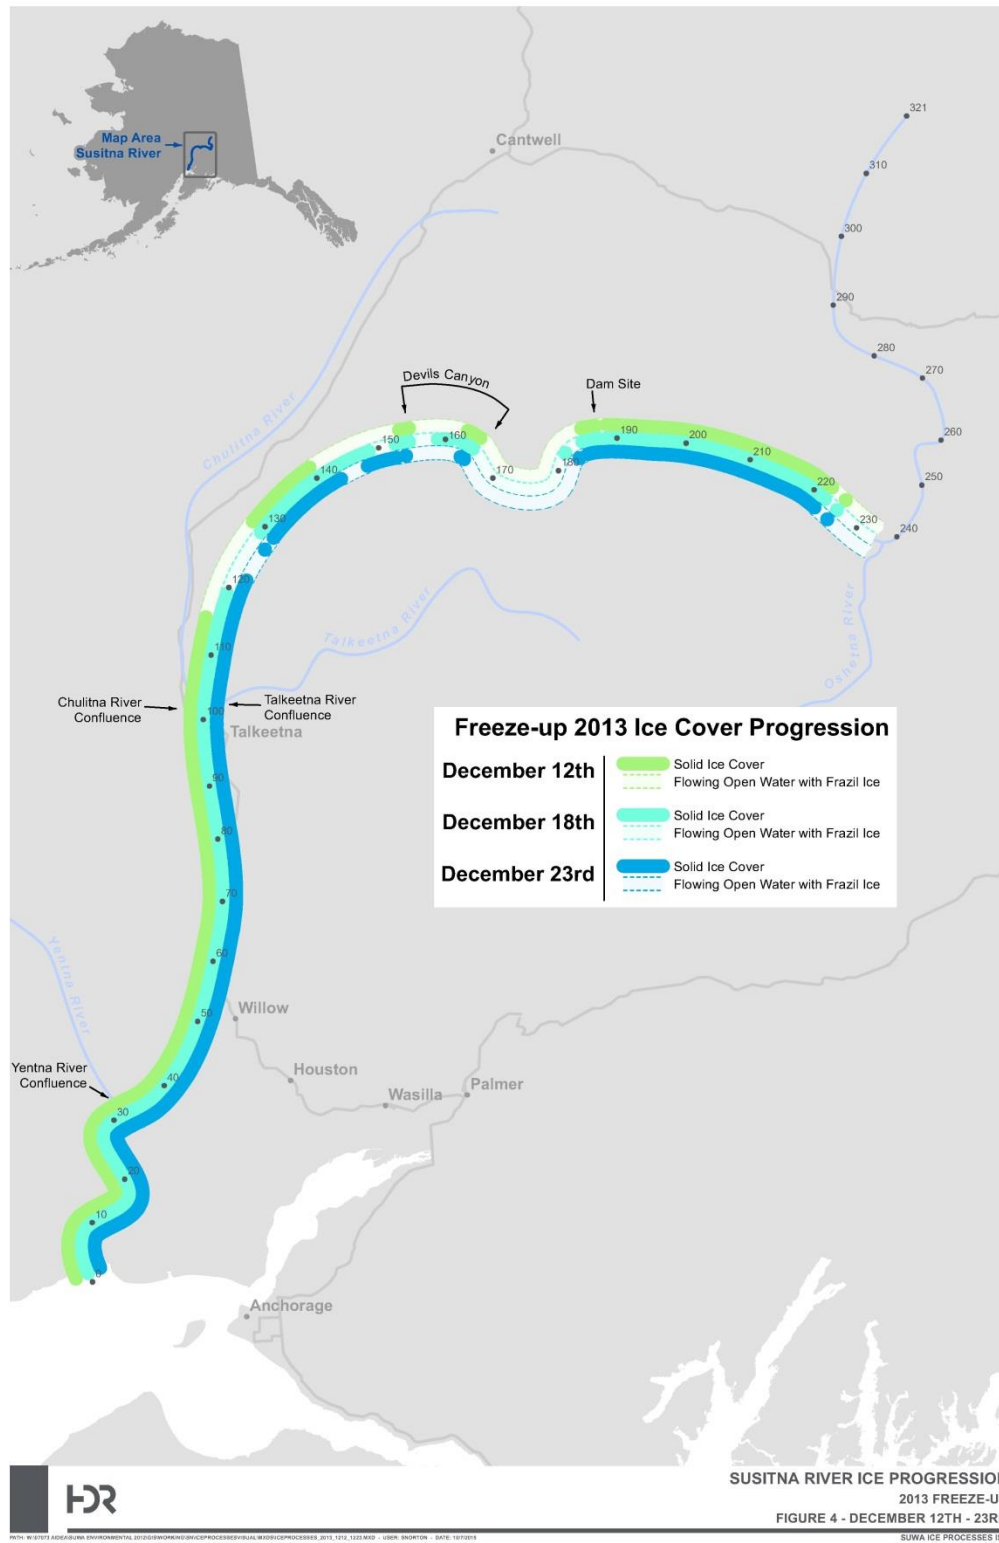 Map Area
Susitna River
Cantwell
321
310
300
290
280
270
260
250
240
Chulitna River
Devils Canyon
Dam Site
150
160
170
180
190
200
210
220
230
140
130
120
110
100
90
80
70
60
50
40
30
20
10
0
Talkeetna River
Oshetna River
Chulitna River
Confluence
Talkeetna River
Confluence
Talkeetna
Freeze-up 2013 Ice Cover Progression
December 12th
Solid Ice Cover
Flowing Open Water with Frazil Ice
December 18th
Solid Ice Cover
Flowing Open Water with Frazil Ice
December 23rd
Solid Ice Cover
Flowing Open Water with Frazil Ice
Yentna River
Willow
Houston
Wasilla
Palmer
Yentna River
Confluence
Anchorage
HDR
SUSITNA RIVER ICE PROGRESSION
2013 FREEZE-U
FIGURE 4 - DECEMBER 12TH - 23R
SUWA ICE PROCESSES